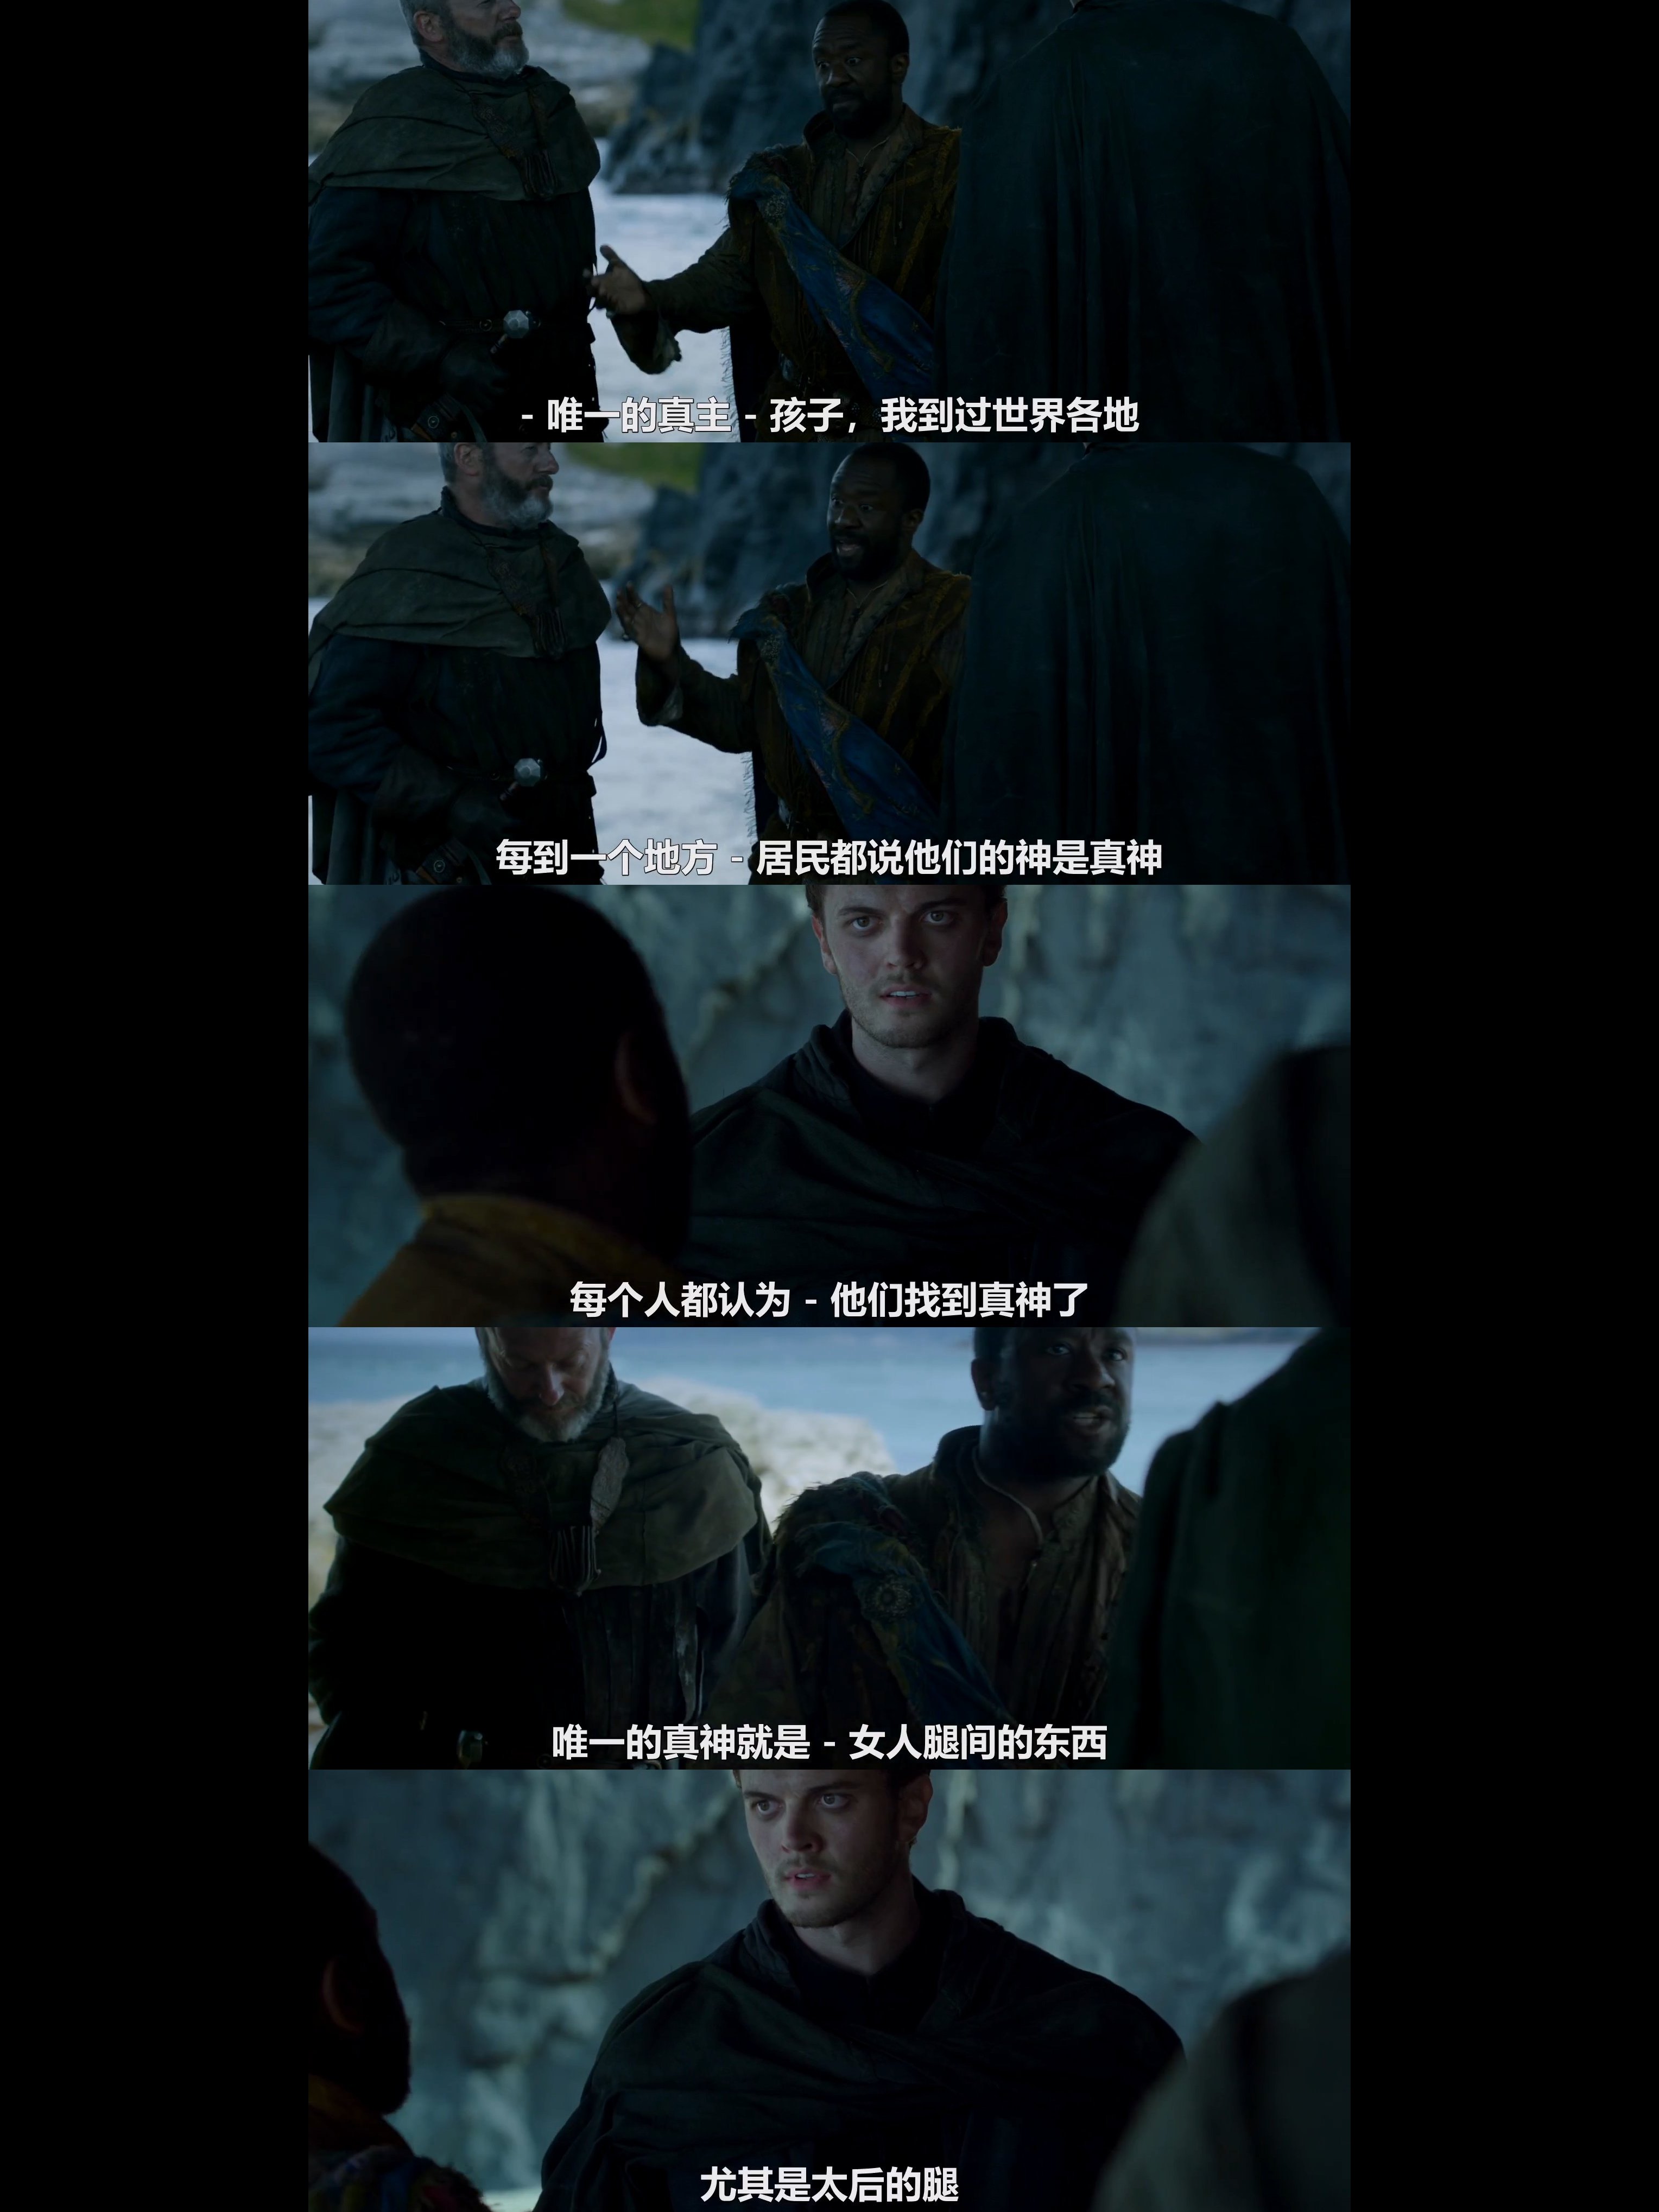 - 唯一的真主 - 孩子，我到过世界各地
每到一个地方 - 居民都说他们的神是真神
每个人都认为 - 他们找到真神了
唯一的真神就是 - 女人腿间的东西
尤其是太后的腿